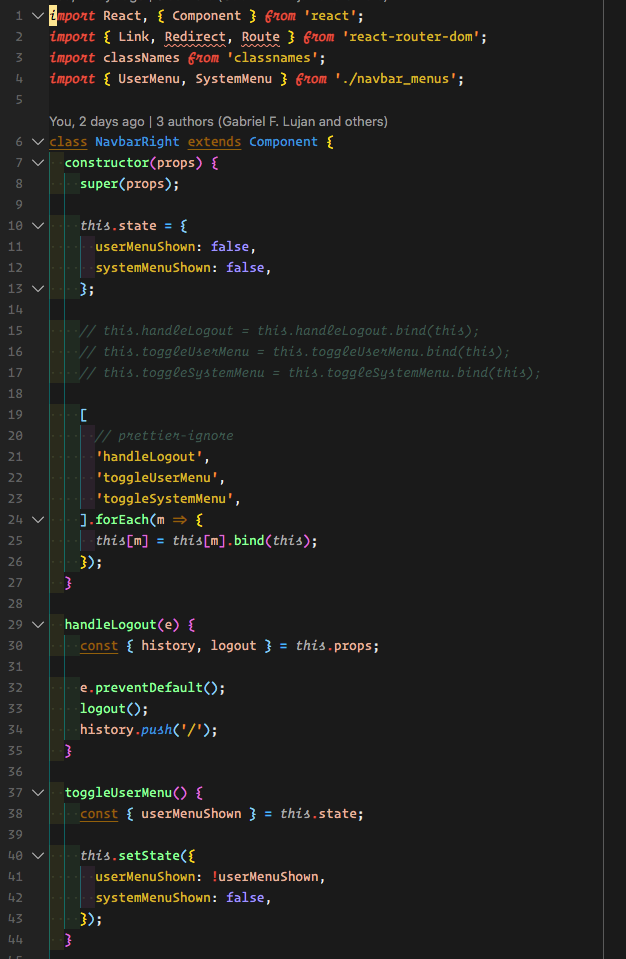 1 import React, { Component } from 'react';
2 import { Link, Redirect, Route } from 'react-router-dom';
3 import classNames from 'classnames';
4 import { UserMenu, SystemMenu } from './navbar_menus';
5
You, 2 days ago | 3 authors (Gabriel F. Lujan and others)
6 class NavbarRight extends Component {
7 constructor(props) {
8 super(props);
9
10 this.state = {
11 userMenuShown: false,
12 systemMenuShown: false,
13 };
14
15 // this.handleLogout = this.handleLogout.bind(this);
16 // this.toggleUserMenu = this.toggleUserMenu.bind(this);
17 // this.toggleSystemMenu = this.toggleSystemMenu.bind(this);
18
19 [
20 // prettier-ignore
21 'handleLogout',
22 'toggleUserMenu',
23 'toggleSystemMenu',
24 ].forEach(m => {
25 this[m] = this[m].bind(this);
26 });
27 }
28
29 handleLogout(e) {
30 const { history, logout } = this.props;
31
32 e.preventDefault();
33 logout();
34 history.push('/');
35 }
36
37 toggleUserMenu() {
38 const { userMenuShown } = this.state;
39
40 this.setState({
41 userMenuShown: !userMenuShown,
42 systemMenuShown: false,
43 });
44 }